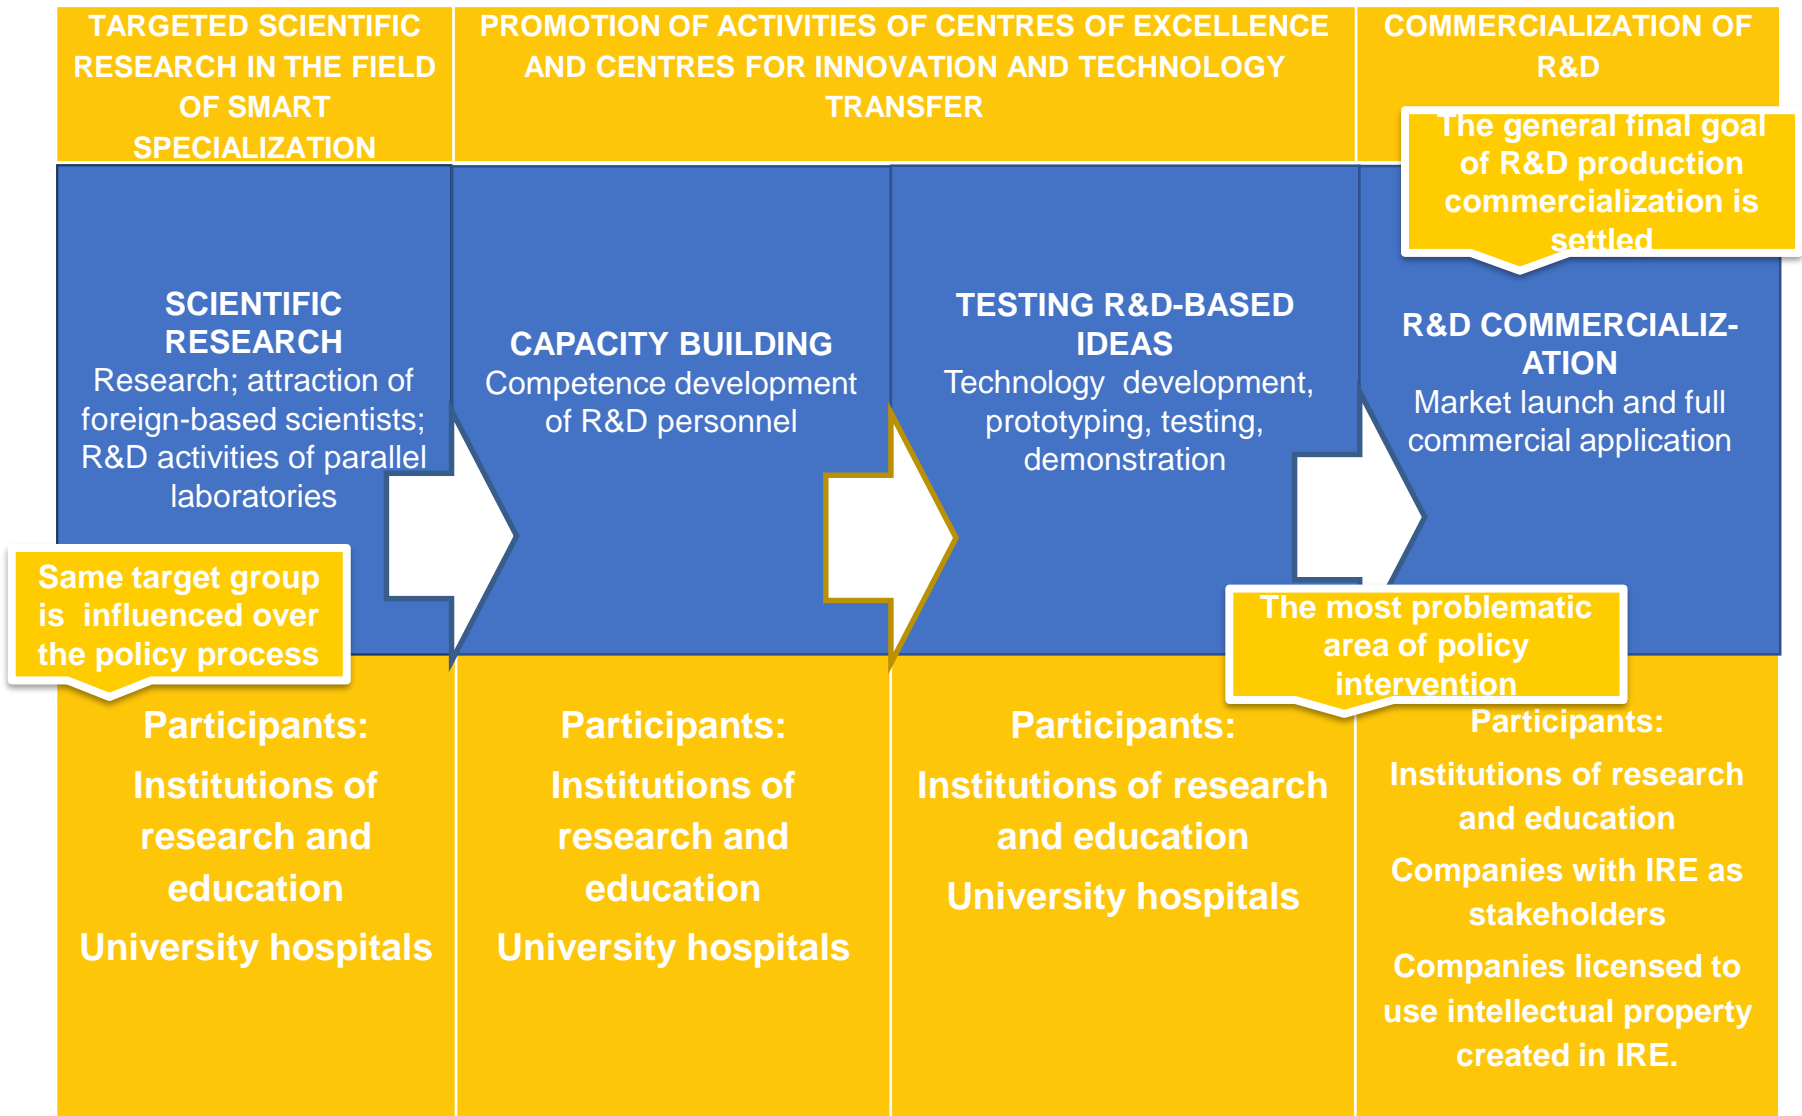 TARGETED SCIENTIFIC
RESEARCH IN THE FIELD
OF SMART
SPECIALIZATION
PROMOTION OF ACTIVITIES OF CENTRES OF EXCELLENCE
AND CENTRES FOR INNOVATION AND TECHNOLOGY
TRANSFER
COMMERCIALIZATION OF
R&D
The general final goal
of R&D production
commercialization is
settled
SCIENTIFIC
RESEARCH
Research; attraction of
foreign-based scientists;
R&D activities of parallel
laboratories
CAPACITY BUILDING
Competence development
of R&D personnel
TESTING R&D-BASED
IDEAS
Technology development,
prototyping, testing,
demonstration
R&D COMMERCIALIZ-
ATION
Market launch and full
commercial application
Same target group
is influenced over
the policy process
The most problematic
area of policy
intervention
Participants:
Institutions of
research and
education
University hospitals
Participants:
Institutions of
research and
education
University hospitals
Participants:
Institutions of research
and education
University hospitals
Participants:
Institutions of research
and education
Companies with IRE as
stakeholders
Companies licensed to
use intellectual property
created in IRE.